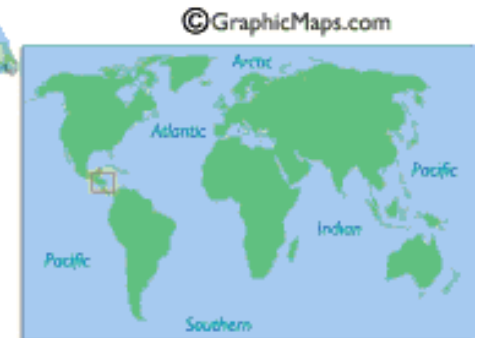 ©GraphicMaps.com
Arctic
Atlantic
Pacific
Indian
Pacific
Southern